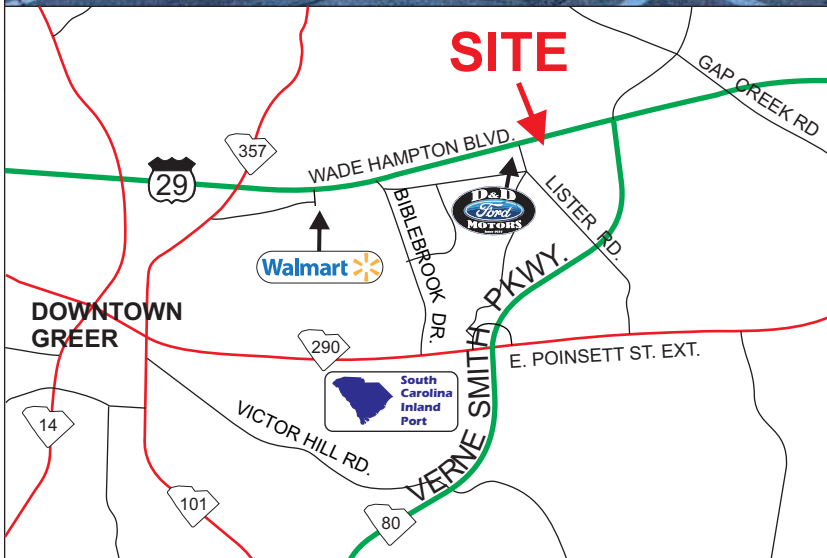 SITE
GAP CREEK RD
WADE HAMPTON BLVD.
357
29
D&D
Ford
MOTORS
LISTER RD.
BIBLEBROOK DR.
Walmart
VERNE SMITH PKWY.
DOWNTOWN
GREER
290
E. POINSETT ST. EXT.
South
Carolina
Inland
Port
VICTOR HILL RD.
14
101
80